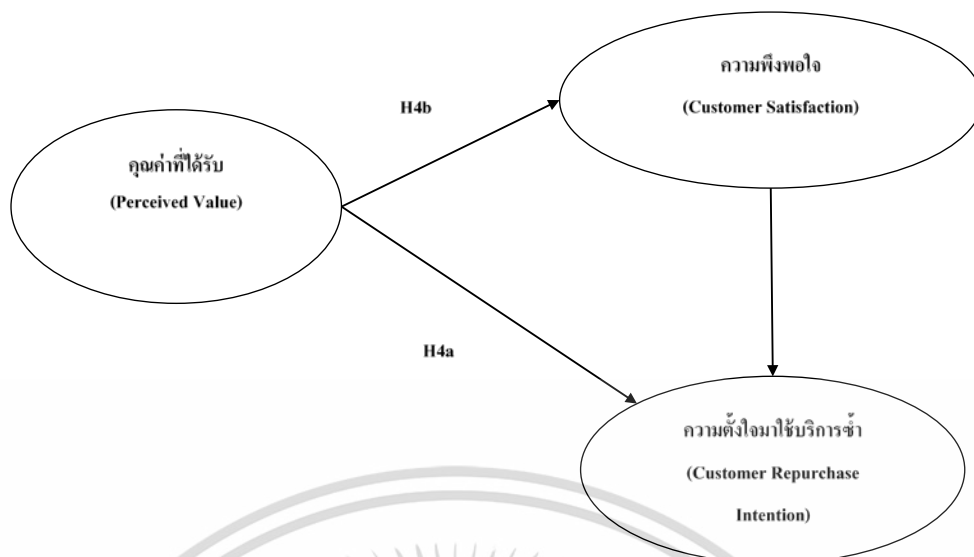 ความพึงพอใจ
(Customer Satisfaction)
H4b
คุณค่าที่ได้รับ
(Perceived Value)
H4a
ความตั้งใจมาใช้บริการซ้ำ
(Customer Repurchase
Intention)